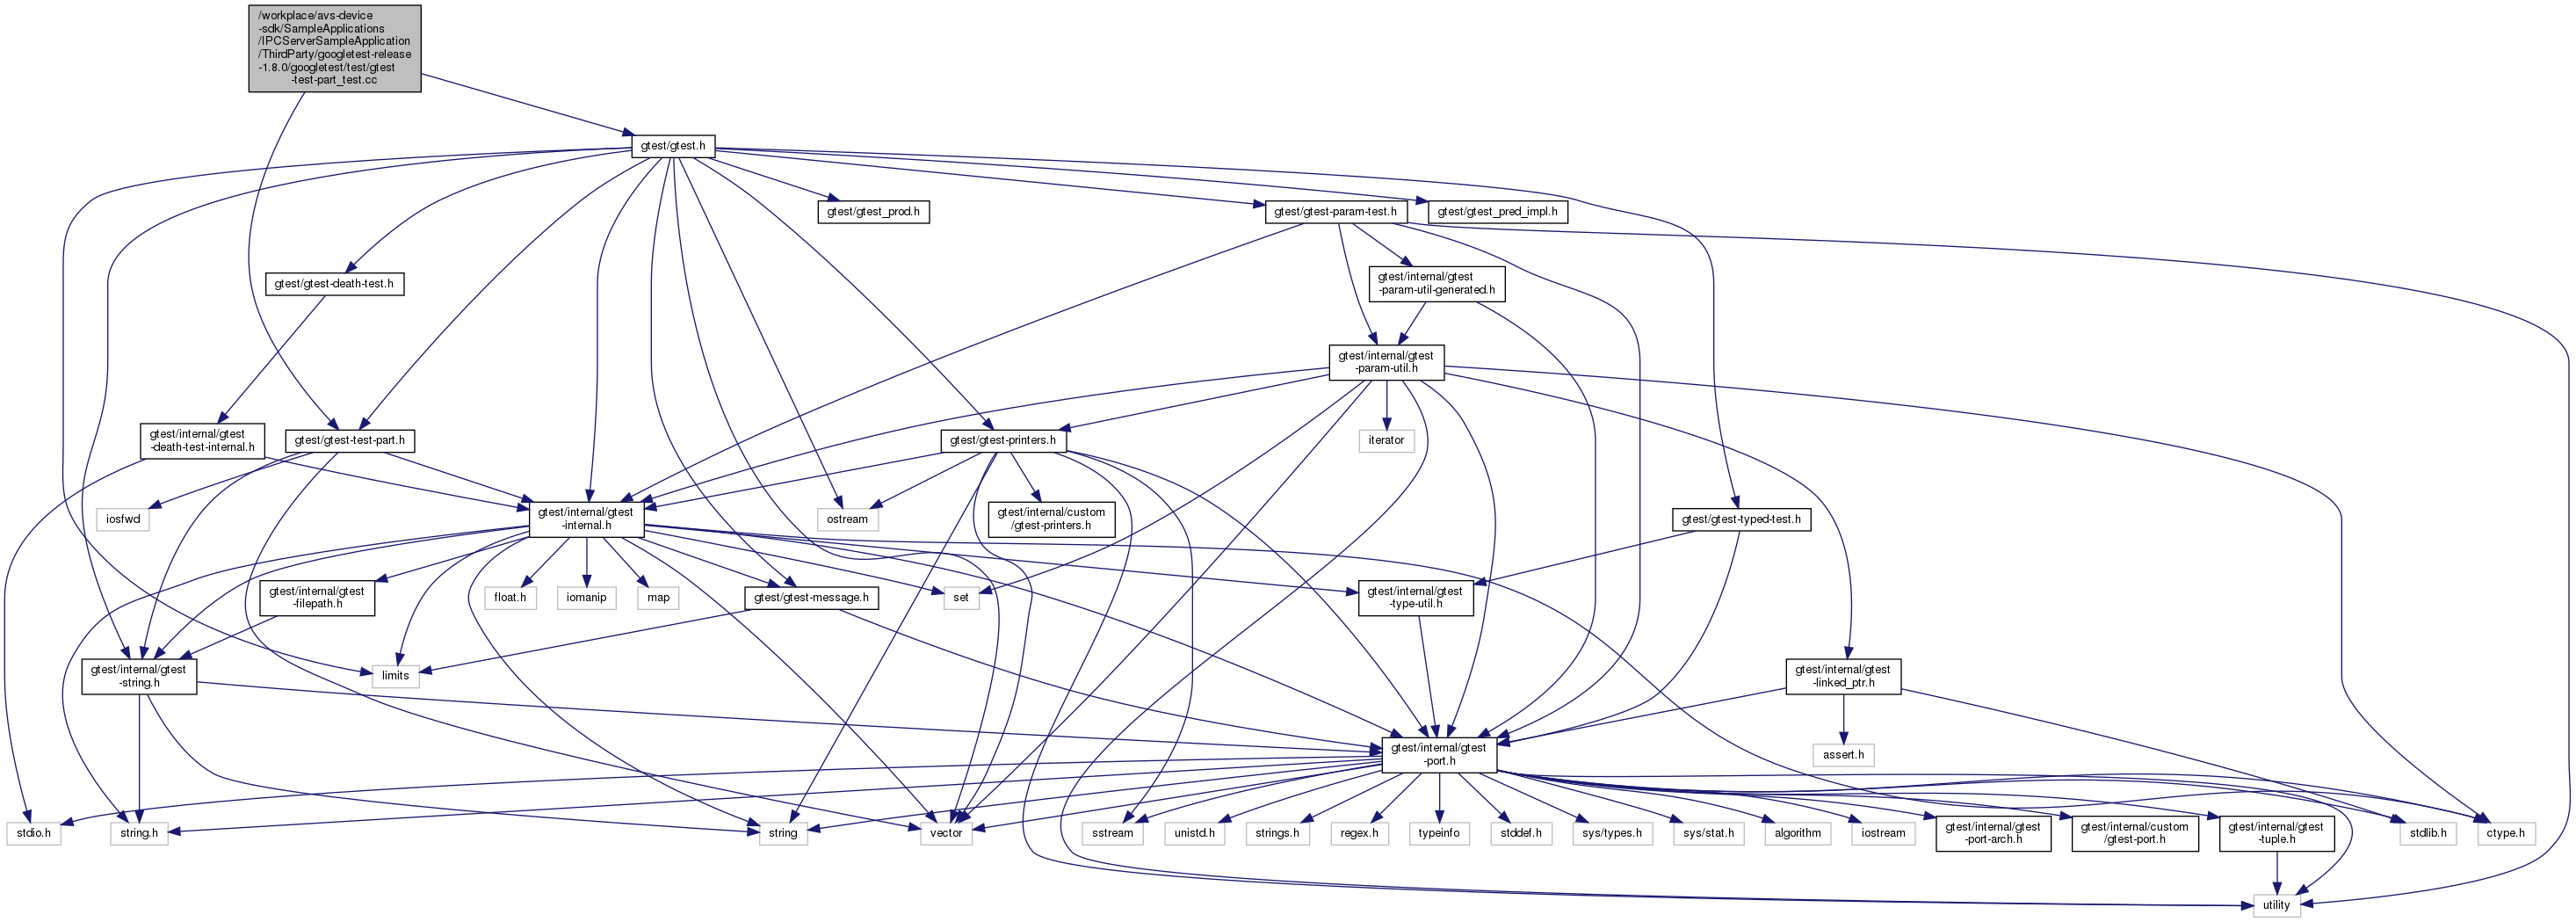 /workplace/avs-device
-sdk/SampleApplications
/IPCServerSampleApplication
/ThirdParty/googletest-release
-1.8.0/googletest/test/gtest
-test-part_test.cc
gtest/gtest.h
gtest/gtest_prod.h
gtest/gtest-param-test.h
gtest/gtest_pred_impl.h
gtest/gtest-death-test.h
gtest/internal/gtest
-param-util-generated.h
gtest/internal/gtest
-param-util.h
gtest/internal/gtest
-death-test-internal.h
gtest/gtest-test-part.h
gtest/gtest-printers.h
iterator
iosfwd
gtest/internal/gtest
-internal.h
ostream
gtest/internal/custom
/gtest-printers.h
gtest/gtest-typed-test.h
gtest/internal/gtest
-filepath.h
float.h
iomanip
map
gtest/gtest-message.h
set
gtest/internal/gtest
-type-util.h
gtest/internal/gtest
-string.h
limits
gtest/internal/gtest
-linked_ptr.h
gtest/internal/gtest
-port.h
assert.h
stdio.h
string.h
string
vector
sstream
unistd.h
strings.h
regex.h
typeinfo
stddef.h
sys/types.h
sys/stat.h
algorithm
iostream
gtest/internal/gtest
-port-arch.h
gtest/internal/custom
/gtest-port.h
gtest/internal/gtest
-tuple.h
stdlib.h
ctype.h
utility